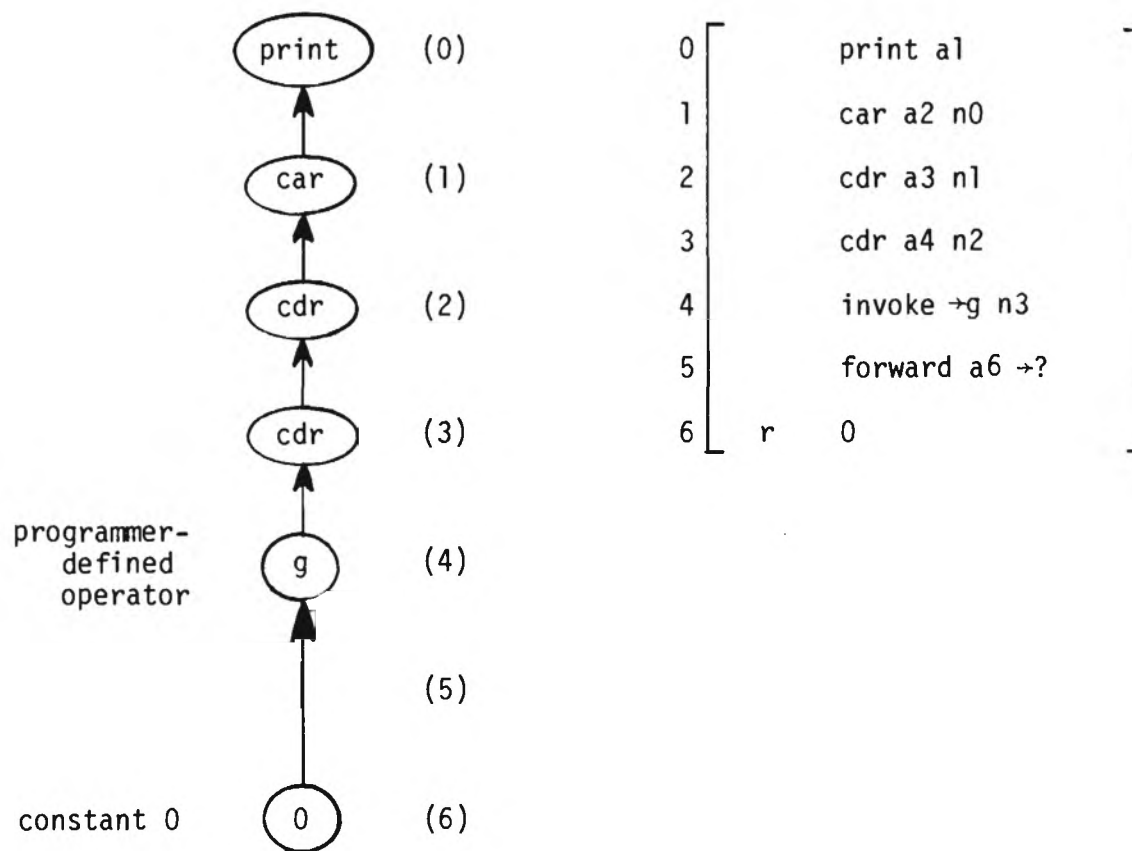 print (0)
car (1)
cdr (2)
cdr (3)
programmer-
defined
operator
g (4)
(5)
constant 0 0 (6)
0 print a1
1 car a2 n0
2 cdr a3 n1
3 cdr a4 n2
4 invoke →g n3
5 forward a6 →?
6 r 0